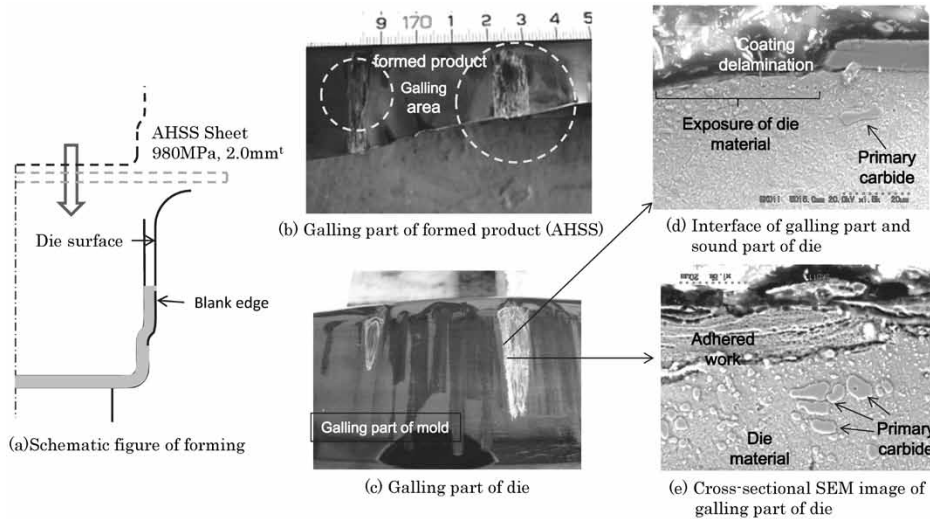 AHSS Sheet
980MPa, 2.0mmᵗ
Die surface
Blank edge
(a)Schematic figure of forming
9 170 1 2 3 4 5
formed product
Galling
area
(b) Galling part of formed product (AHSS)
Galling part of mold
(c) Galling part of die
Coating
delamination
Exposure of die
material
Primary
carbide
20um
(d) Interface of galling part and
sound part of die
Adhered
work
Primary
carbide
Die
material
(e) Cross-sectional SEM image of
galling part of die